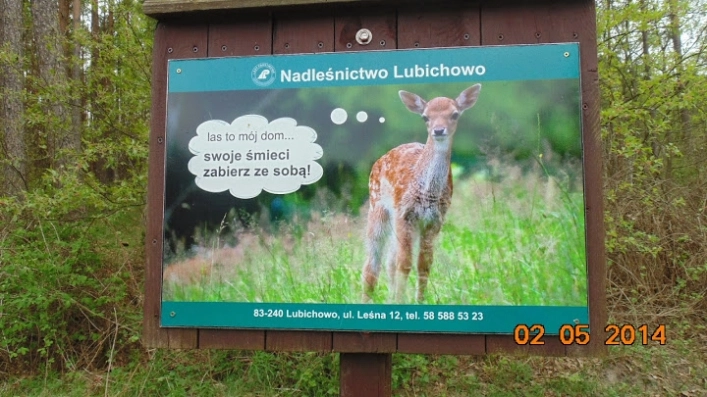 Nadleśnictwo Lubichowo
las to mój dom...
swoje śmieci
zabierz ze sobą!
83-240 Lubichowo, ul. Leśna 12, tel. 58 588 53 23
02 05 2014